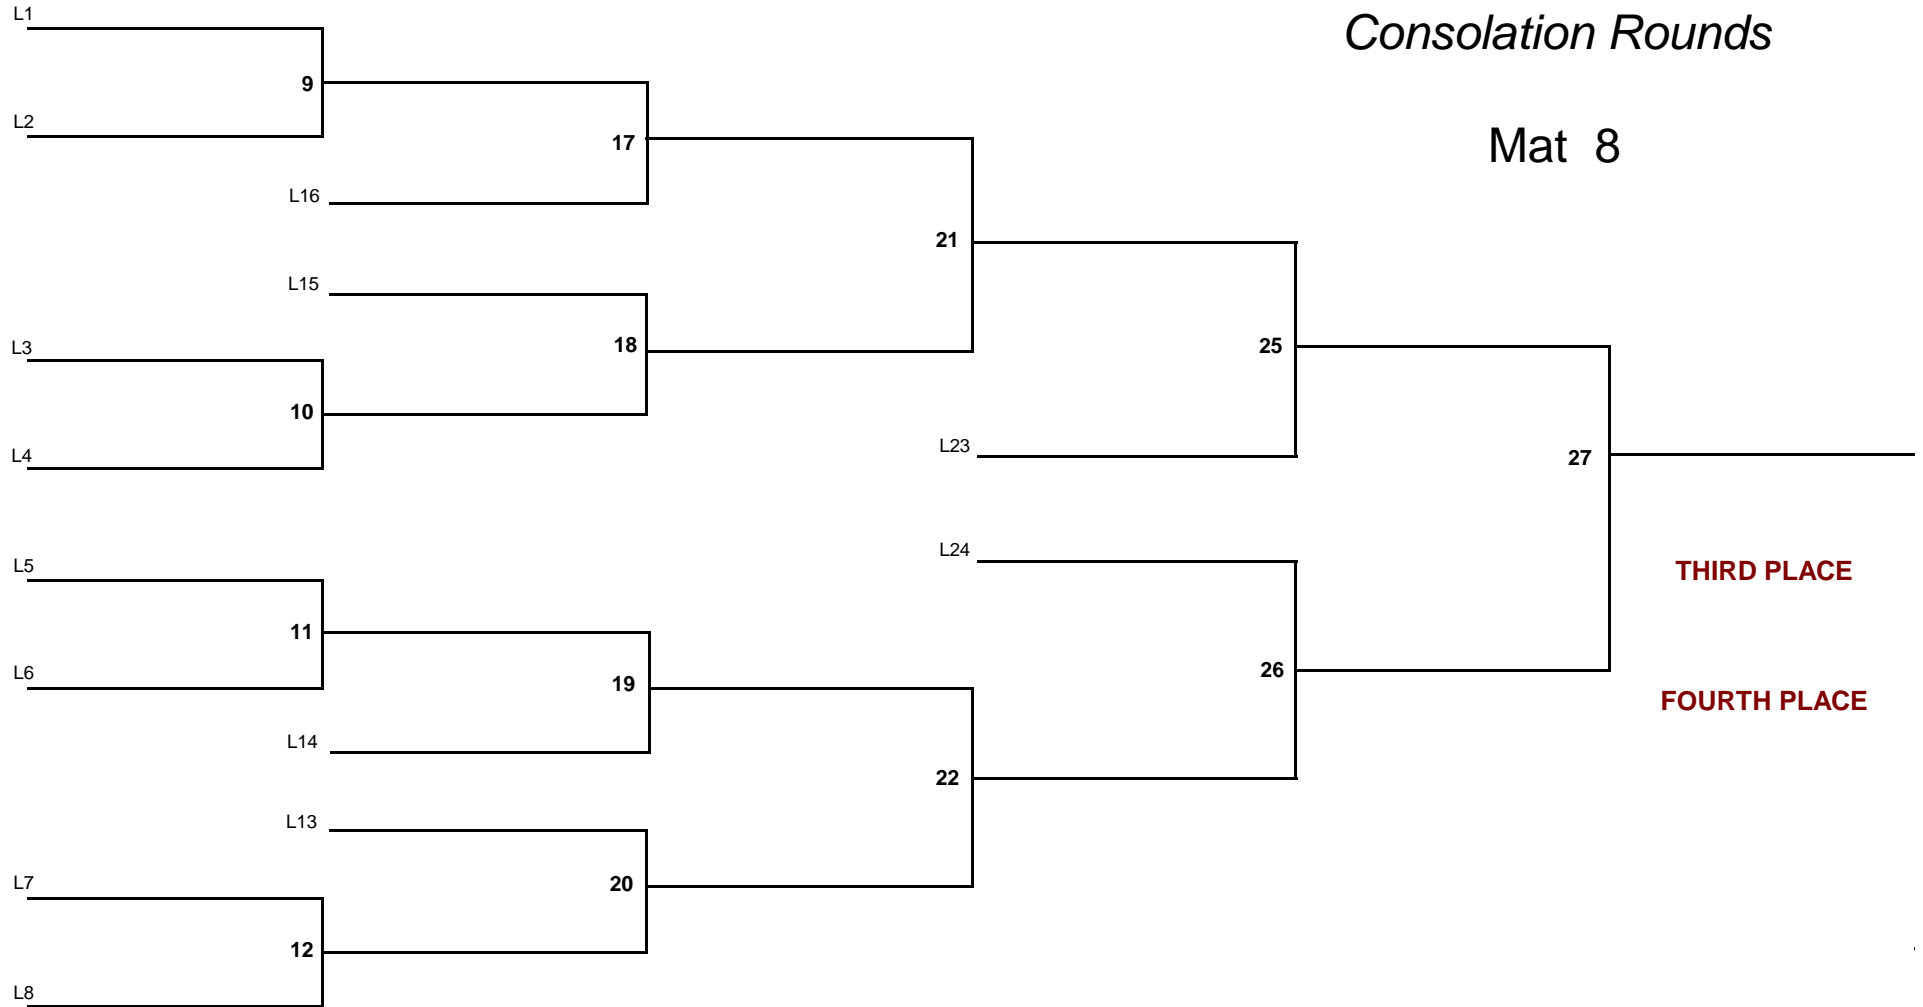 L1
Consolation Rounds
9
L2
17
Mat 8
L16
21
L15
L3
18
25
10
L4
L23
27
L24
L5
THIRD PLACE
11
L6
19
26
FOURTH PLACE
L14
22
L13
L7
20
12
L8